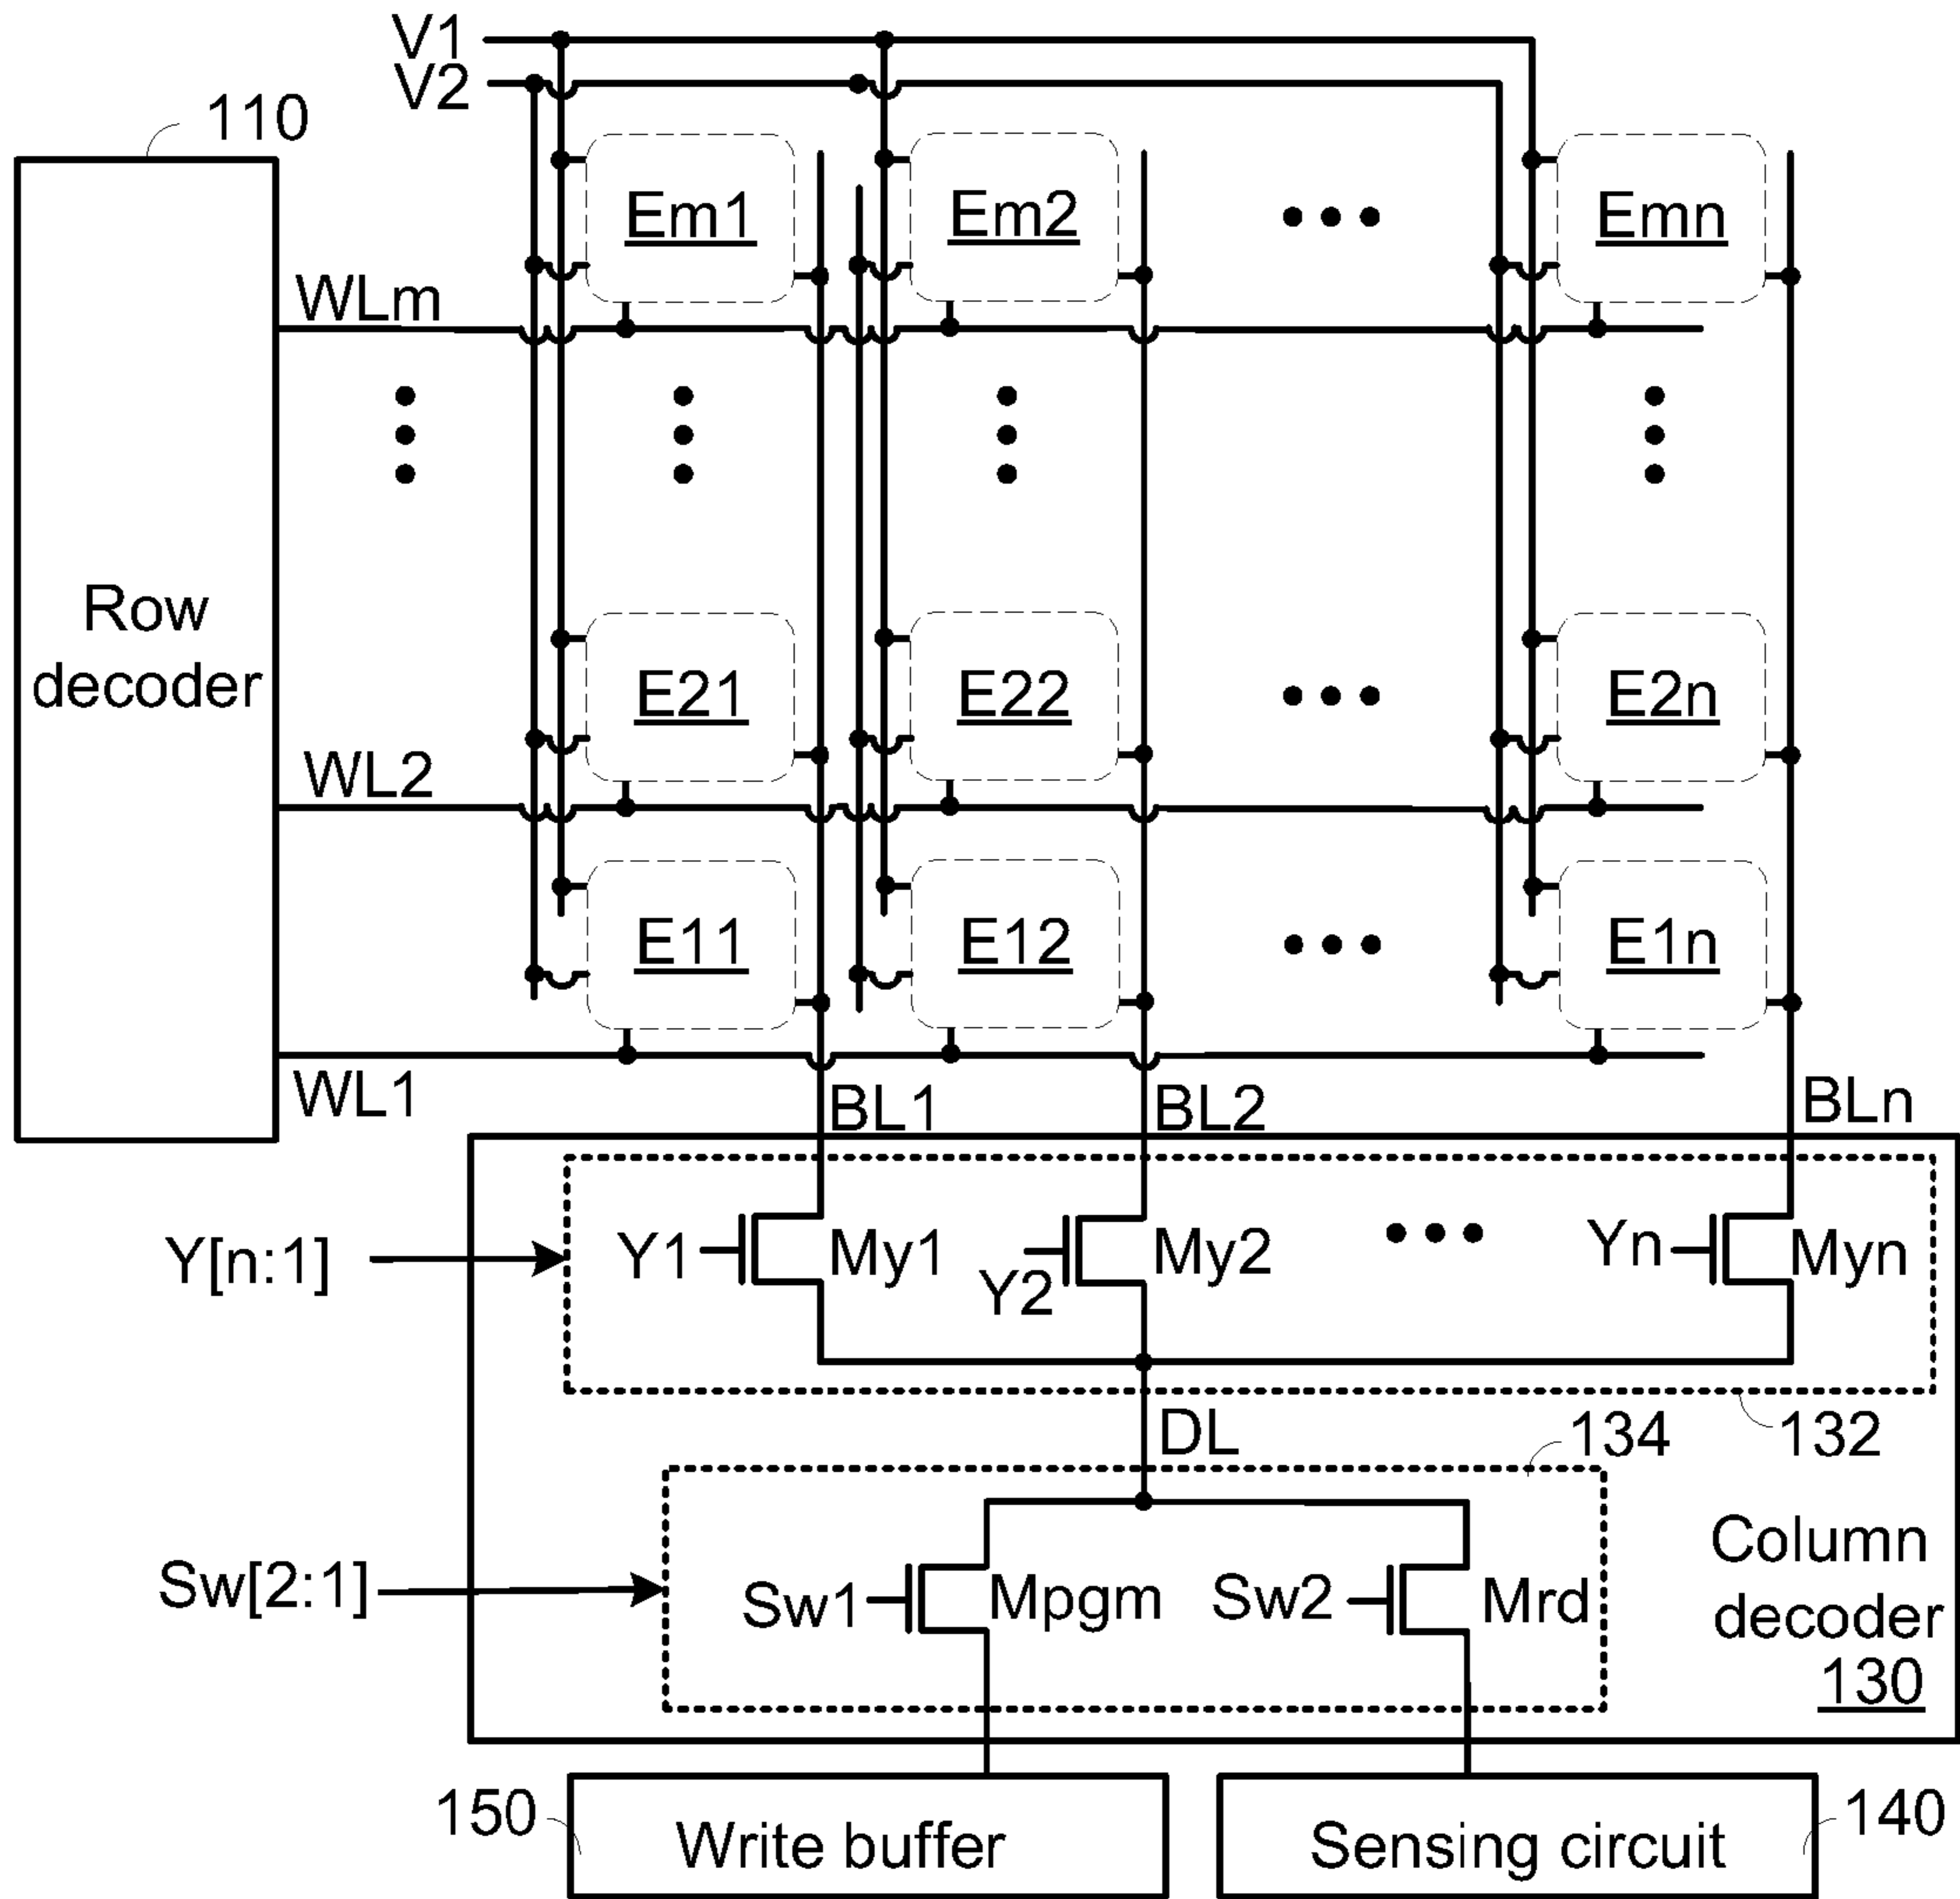 V1
V2
110
Em1 Em2 Emn
WLm
Row
decoder
E21 E22 E2n
WL2
E11 E12 E1n
WL1 BL1 BL2 BLn
Y[n:1] Y1 My1 Y2 My2 Yn Myn
DL 134 132
Sw[2:1] Sw1 Mpgm Sw2 Mrd
Column
decoder
130
150 Write buffer Sensing circuit 140